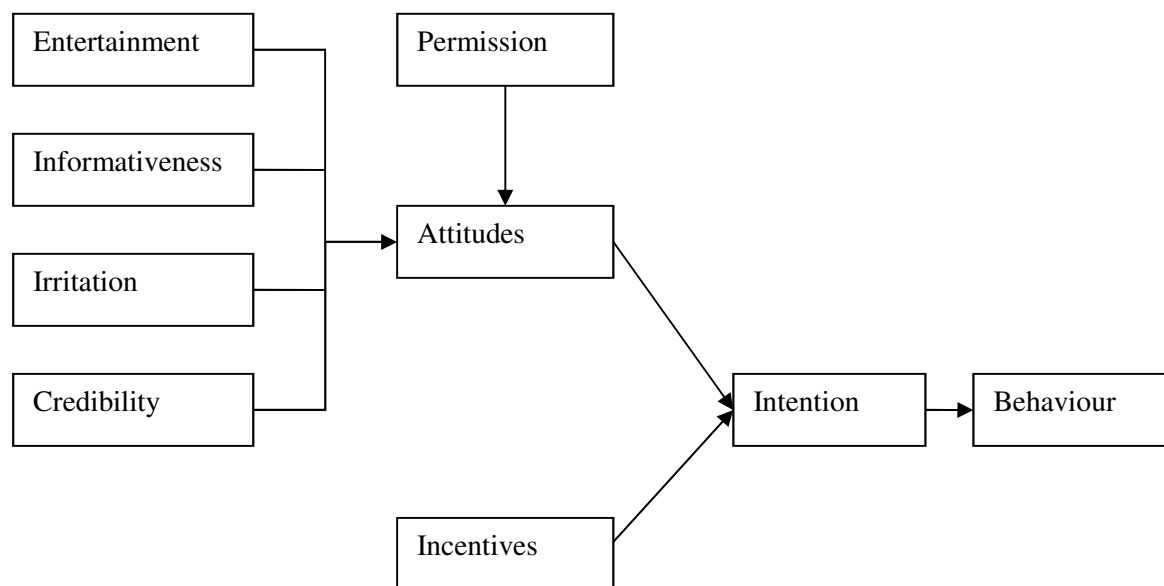 Entertainment
Permission
Informativeness
Attitudes
Irritation
Credibility
Intention
Behaviour
Incentives